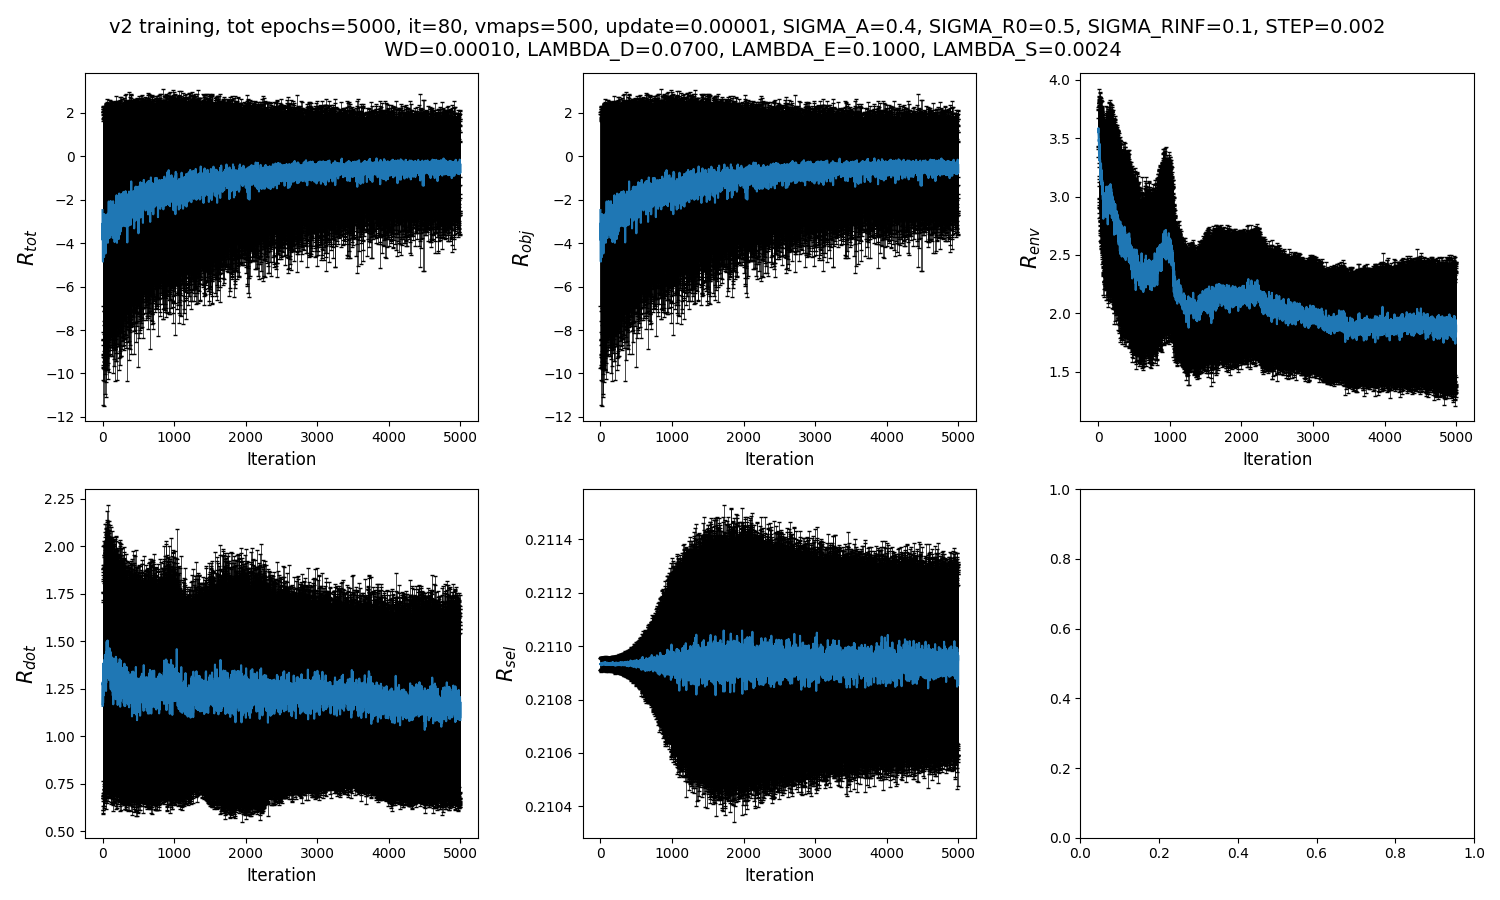 v2 training, tot epochs=5000, it=80, vmaps=500, update=0.00001, SIGMA_A=0.4, SIGMA_R0=0.5, SIGMA_RINF=0.1, STEP=0.002
WD=0.00010, LAMBDA_D=0.0700, LAMBDA_E=0.1000, LAMBDA_S=0.0024
R_tot
2
0
−2
−4
−6
−8
−10
−12
0 1000 2000 3000 4000 5000
Iteration
R_obj
2
0
−2
−4
−6
−8
−10
−12
0 1000 2000 3000 4000 5000
Iteration
R_env
4.0
3.5
3.0
2.5
2.0
1.5
0 1000 2000 3000 4000 5000
Iteration
R_dot
2.25
2.00
1.75
1.50
1.25
1.00
0.75
0.50
0 1000 2000 3000 4000 5000
Iteration
R_sel
0.2114
0.2112
0.2110
0.2108
0.2106
0.2104
0 1000 2000 3000 4000 5000
Iteration
1.0
0.8
0.6
0.4
0.2
0.0
0.0 0.2 0.4 0.6 0.8 1.0